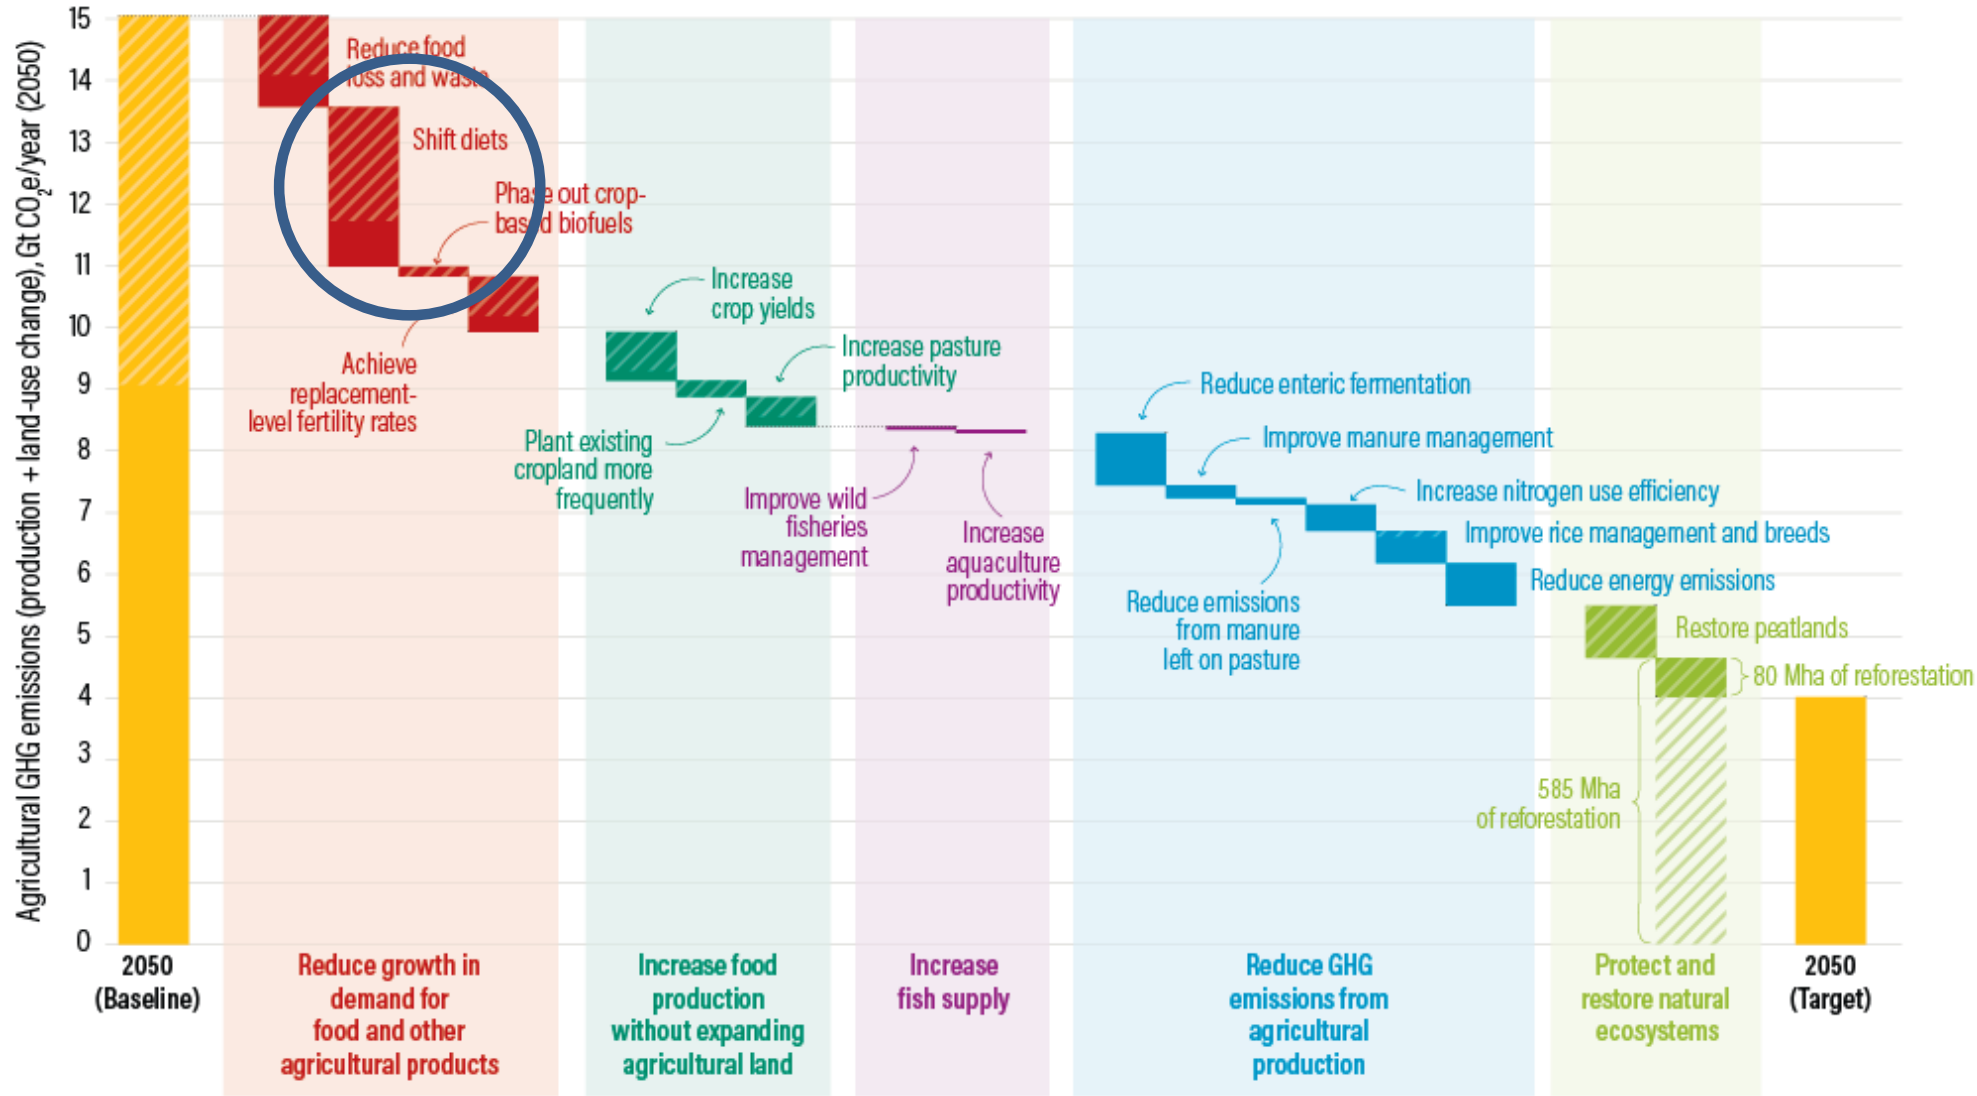 Agricultural GHG emissions (production + land-use change), Gt CO2e/year (2050)
15
14
13
12
11
10
9
8
7
6
5
4
3
2
1
0
Reduce food
loss and waste
Shift diets
Phase out crop-
based biofuels
Achieve
replacement-
level fertility rates
Increase
crop yields
Plant existing
cropland more
frequently
Increase pasture
productivity
Improve wild
fisheries
management
Increase
aquaculture
productivity
Reduce enteric fermentation
Improve manure management
Reduce emissions
from manure
left on pasture
Increase nitrogen use efficiency
Improve rice management and breeds
Reduce energy emissions
Restore peatlands
80 Mha of reforestation
585 Mha
of reforestation
2050
(Baseline)
Reduce growth in
demand for
food and other
agricultural products
Increase food
production
without expanding
agricultural land
Increase
fish supply
Reduce GHG
emissions from
agricultural
production
Protect and
restore natural
ecosystems
2050
(Target)